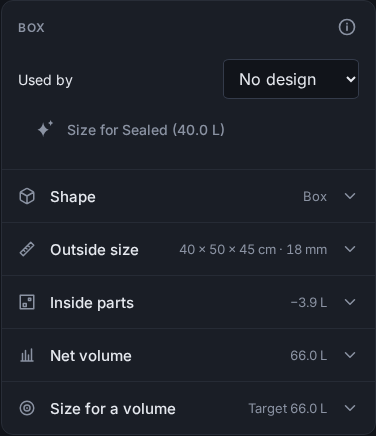 BOX
Used by
No design
Size for Sealed (40.0 L)
Shape
Box
Outside size
40 × 50 × 45 cm · 18 mm
Inside parts
−3.9 L
Net volume
66.0 L
Size for a volume
Target 66.0 L